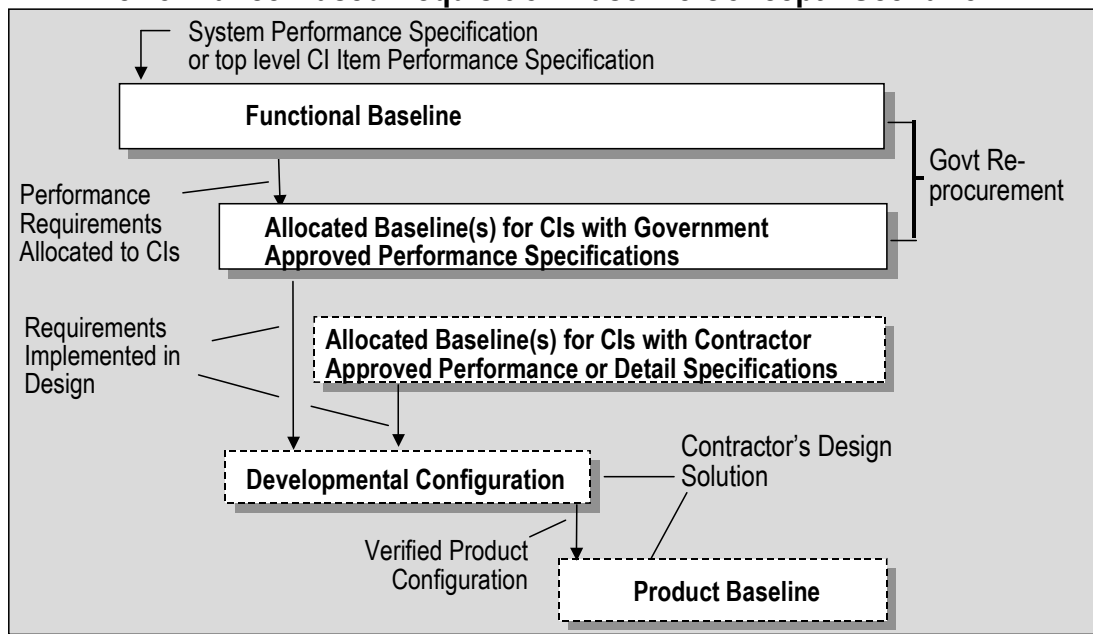 System Performance Specification
or top level CI Item Performance Specification
Functional Baseline
Govt Re-
procurement
Performance
Requirements
Allocated to CIs
Allocated Baseline(s) for CIs with Government
Approved Performance Specifications
Requirements
Implemented in
Design
Allocated Baseline(s) for CIs with Contractor
Approved Performance or Detail Specifications
Contractor’s Design
Solution
Developmental Configuration
Verified Product
Configuration
Product Baseline